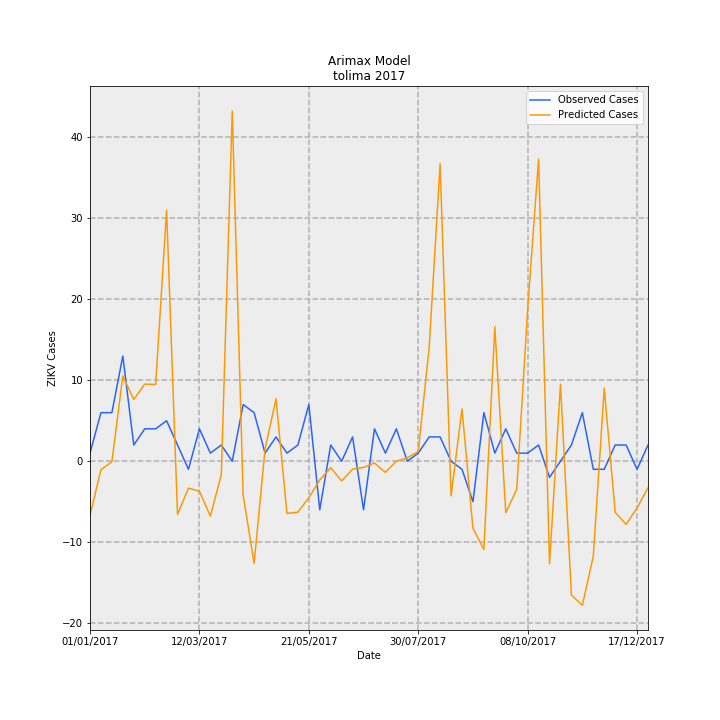 Arimax Model
tolima 2017
Observed Cases
Predicted Cases
ZIKV Cases
40
30
20
10
0
−10
−20
01/01/2017 12/03/2017 21/05/2017 30/07/2017 08/10/2017 17/12/2017
Date